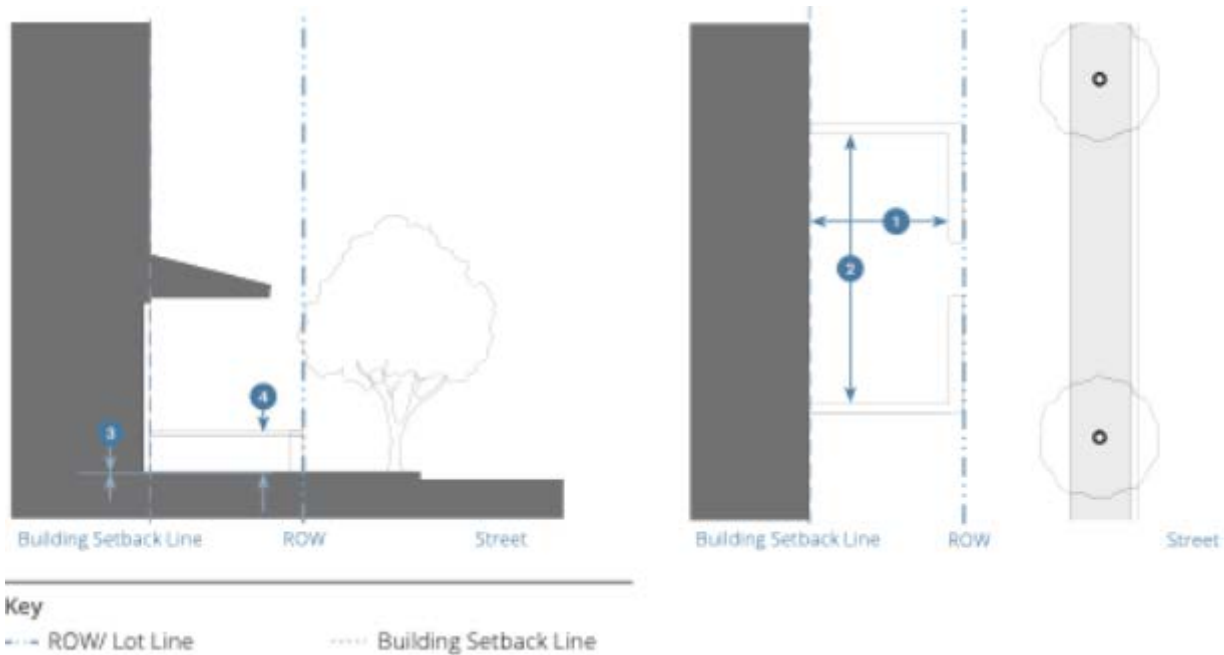 4
3
1
2
Building Setback Line ROW Street
Building Setback Line ROW Street
Key
ROW/ Lot Line Building Setback Line